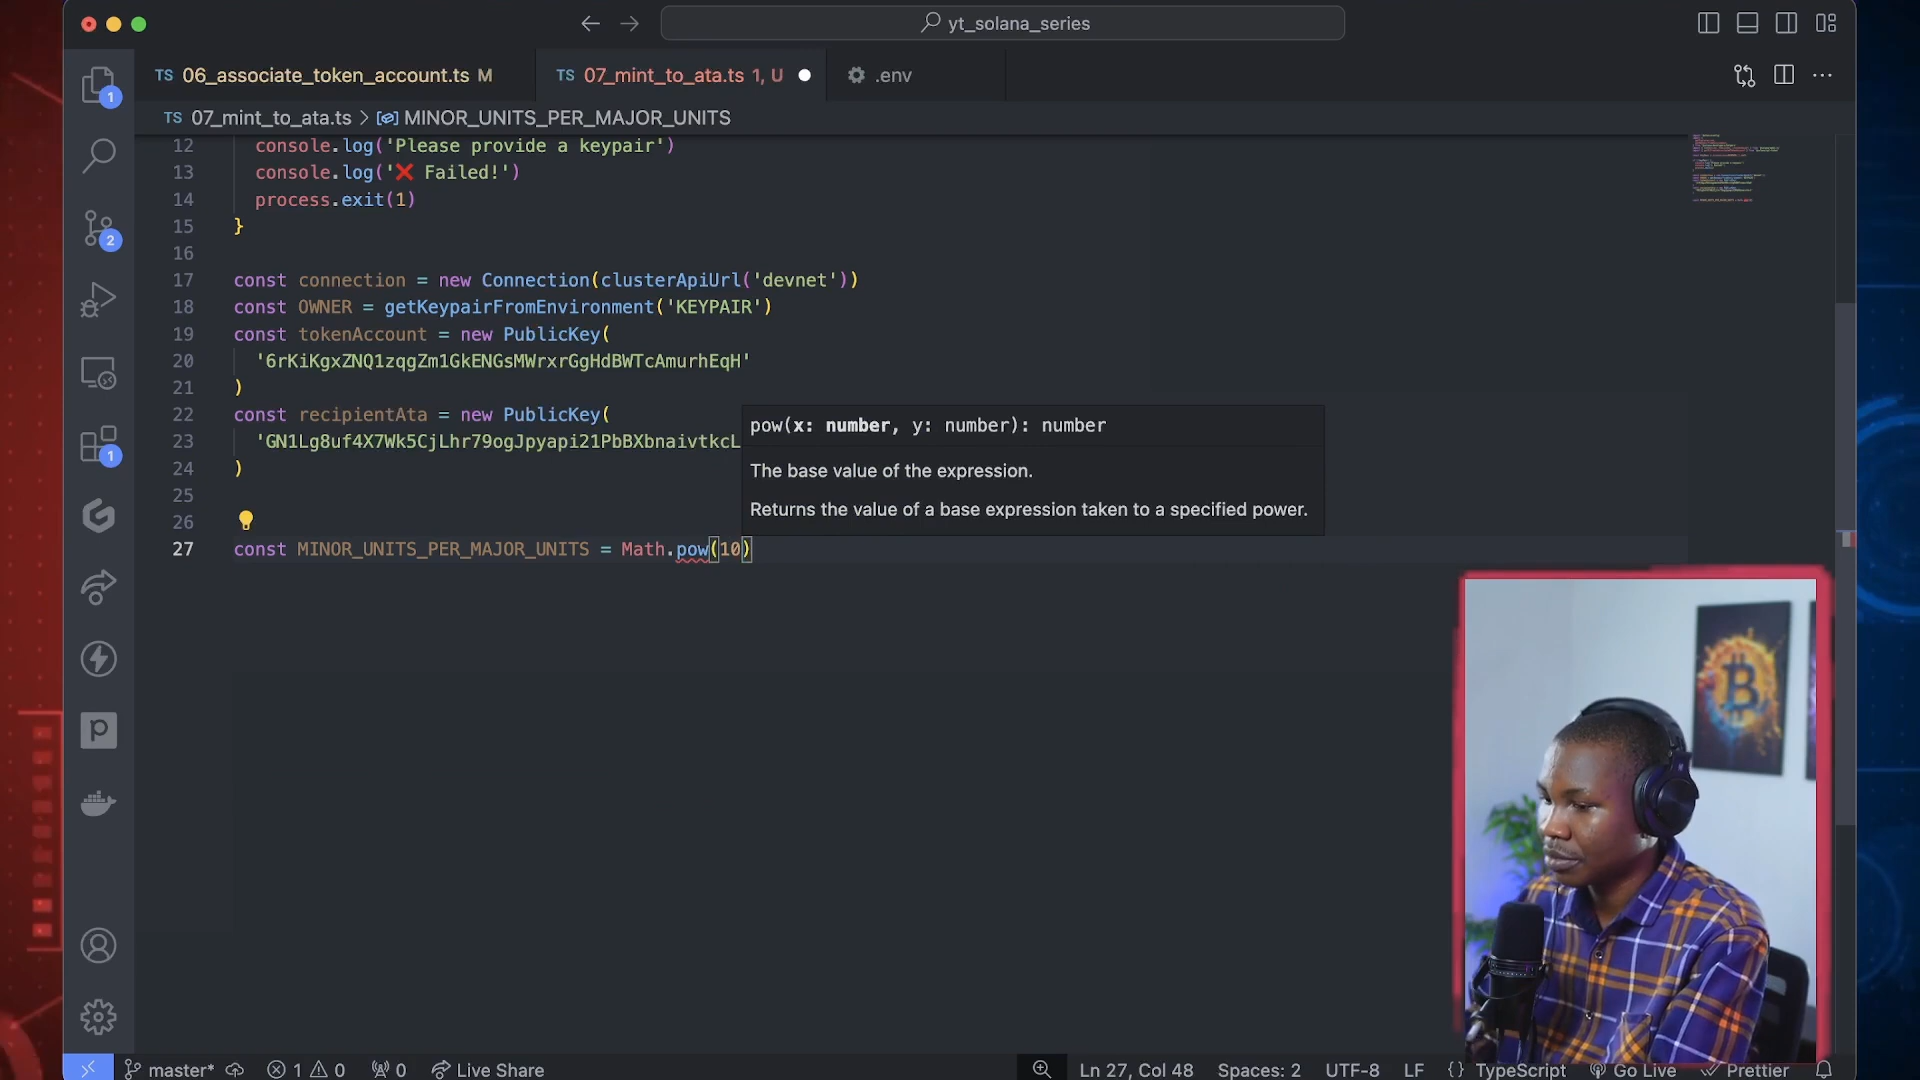 yt_solana_series
TS 06_associate_token_account.ts M
TS 07_mint_to_ata.ts 1, U
.env
TS 07_mint_to_ata.ts > MINOR_UNITS_PER_MAJOR_UNITS
12 console.log('Please provide a keypair')
13 console.log('❌ Failed!')
14 process.exit(1)
15 }
16
17 const connection = new Connection(clusterApiUrl('devnet'))
18 const OWNER = getKeypairFromEnvironment('KEYPAIR')
19 const tokenAccount = new PublicKey(
20 '6rKiKgxZNQ1zqgZm1GkENGsMWrxrGgHdBWTcAmurhEqH'
21 )
22 const recipientAta = new PublicKey(
23 'GN1Lg8uf4X7Wk5CjLhr79ogJpyapi21PbBXbnaivtkcL
24 )
25
26
27 const MINOR_UNITS_PER_MAJOR_UNITS = Math.pow(10)
pow(x: number, y: number): number
The base value of the expression.
Returns the value of a base expression taken to a specified power.
1
2
1
master* 1 0 0 Live Share
Ln 27, Col 48 Spaces: 2 UTF-8 LF {} TypeScript Go Live Prettier